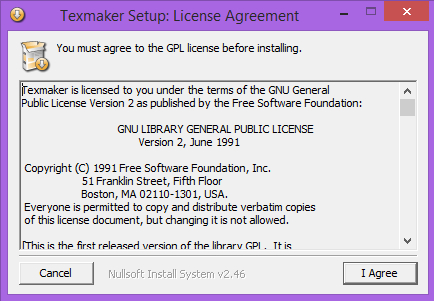 Texmaker Setup: License Agreement
You must agree to the GPL license before installing.
Texmaker is licensed to you under the terms of the GNU General
Public License Version 2 as published by the Free Software Foundation:
GNU LIBRARY GENERAL PUBLIC LICENSE
Version 2, June 1991
Copyright (C) 1991 Free Software Foundation, Inc.
51 Franklin Street, Fifth Floor
Boston, MA 02110-1301, USA.
Everyone is permitted to copy and distribute verbatim copies
of this license document, but changing it is not allowed.
[This is the first released version of the library GPL. It is
Cancel
Nullsoft Install System v2.46
I Agree